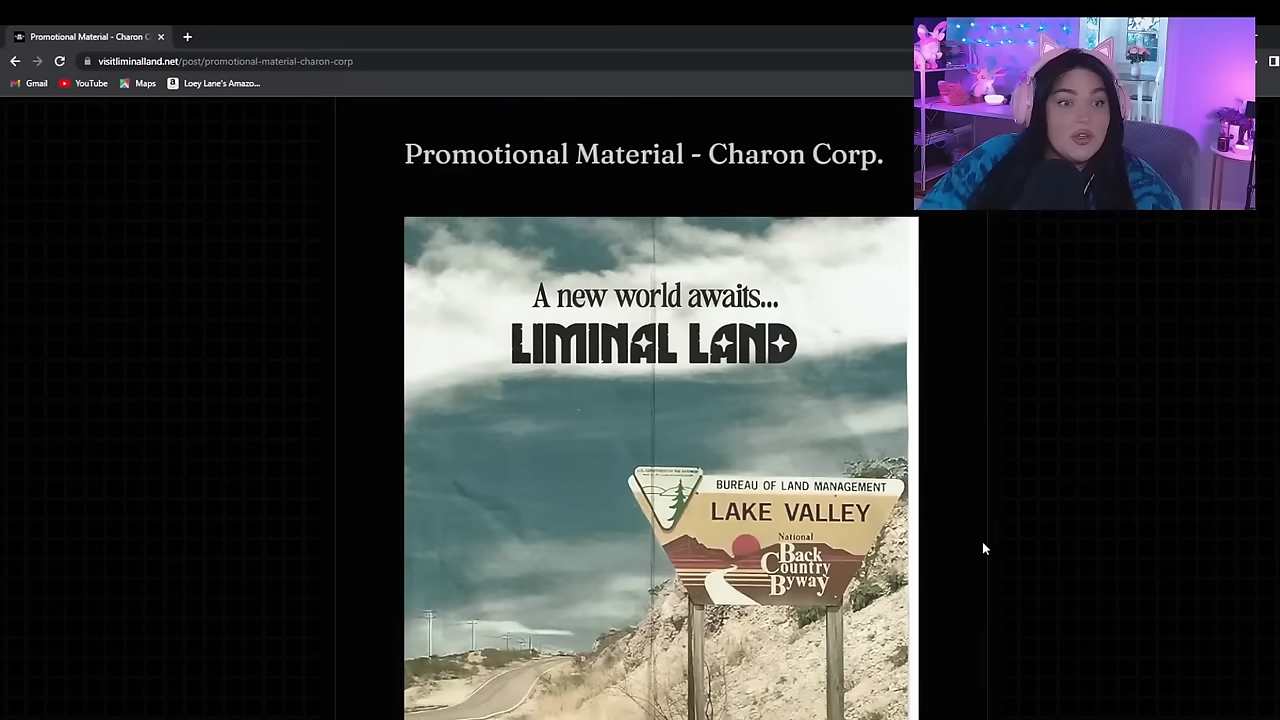 Promotional Material - Charon C
visitliminalland.net/post/promotional-material-charon-corp
Gmail
YouTube
Maps
Loey Lane's Amazo...
Promotional Material - Charon Corp.
A new world awaits...
LIMINAL LAND
BUREAU OF LAND MANAGEMENT
LAKE VALLEY
National
Back
Country
Byway